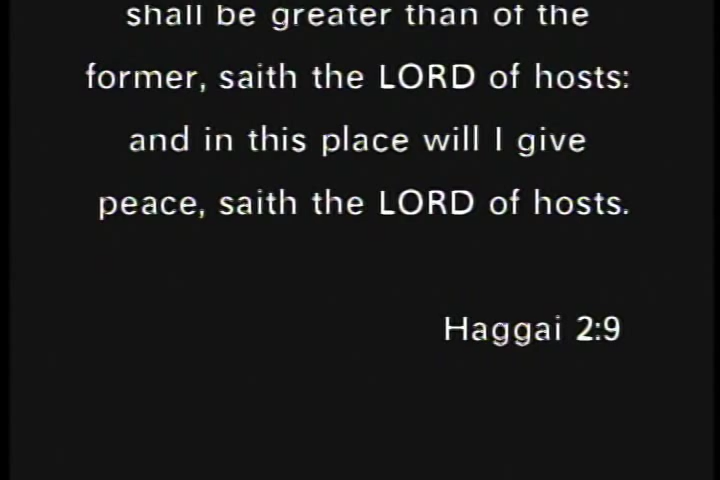 shall be greater than of the
former, saith the LORD of hosts:
and in this place will I give
peace, saith the LORD of hosts.
Haggai 2:9